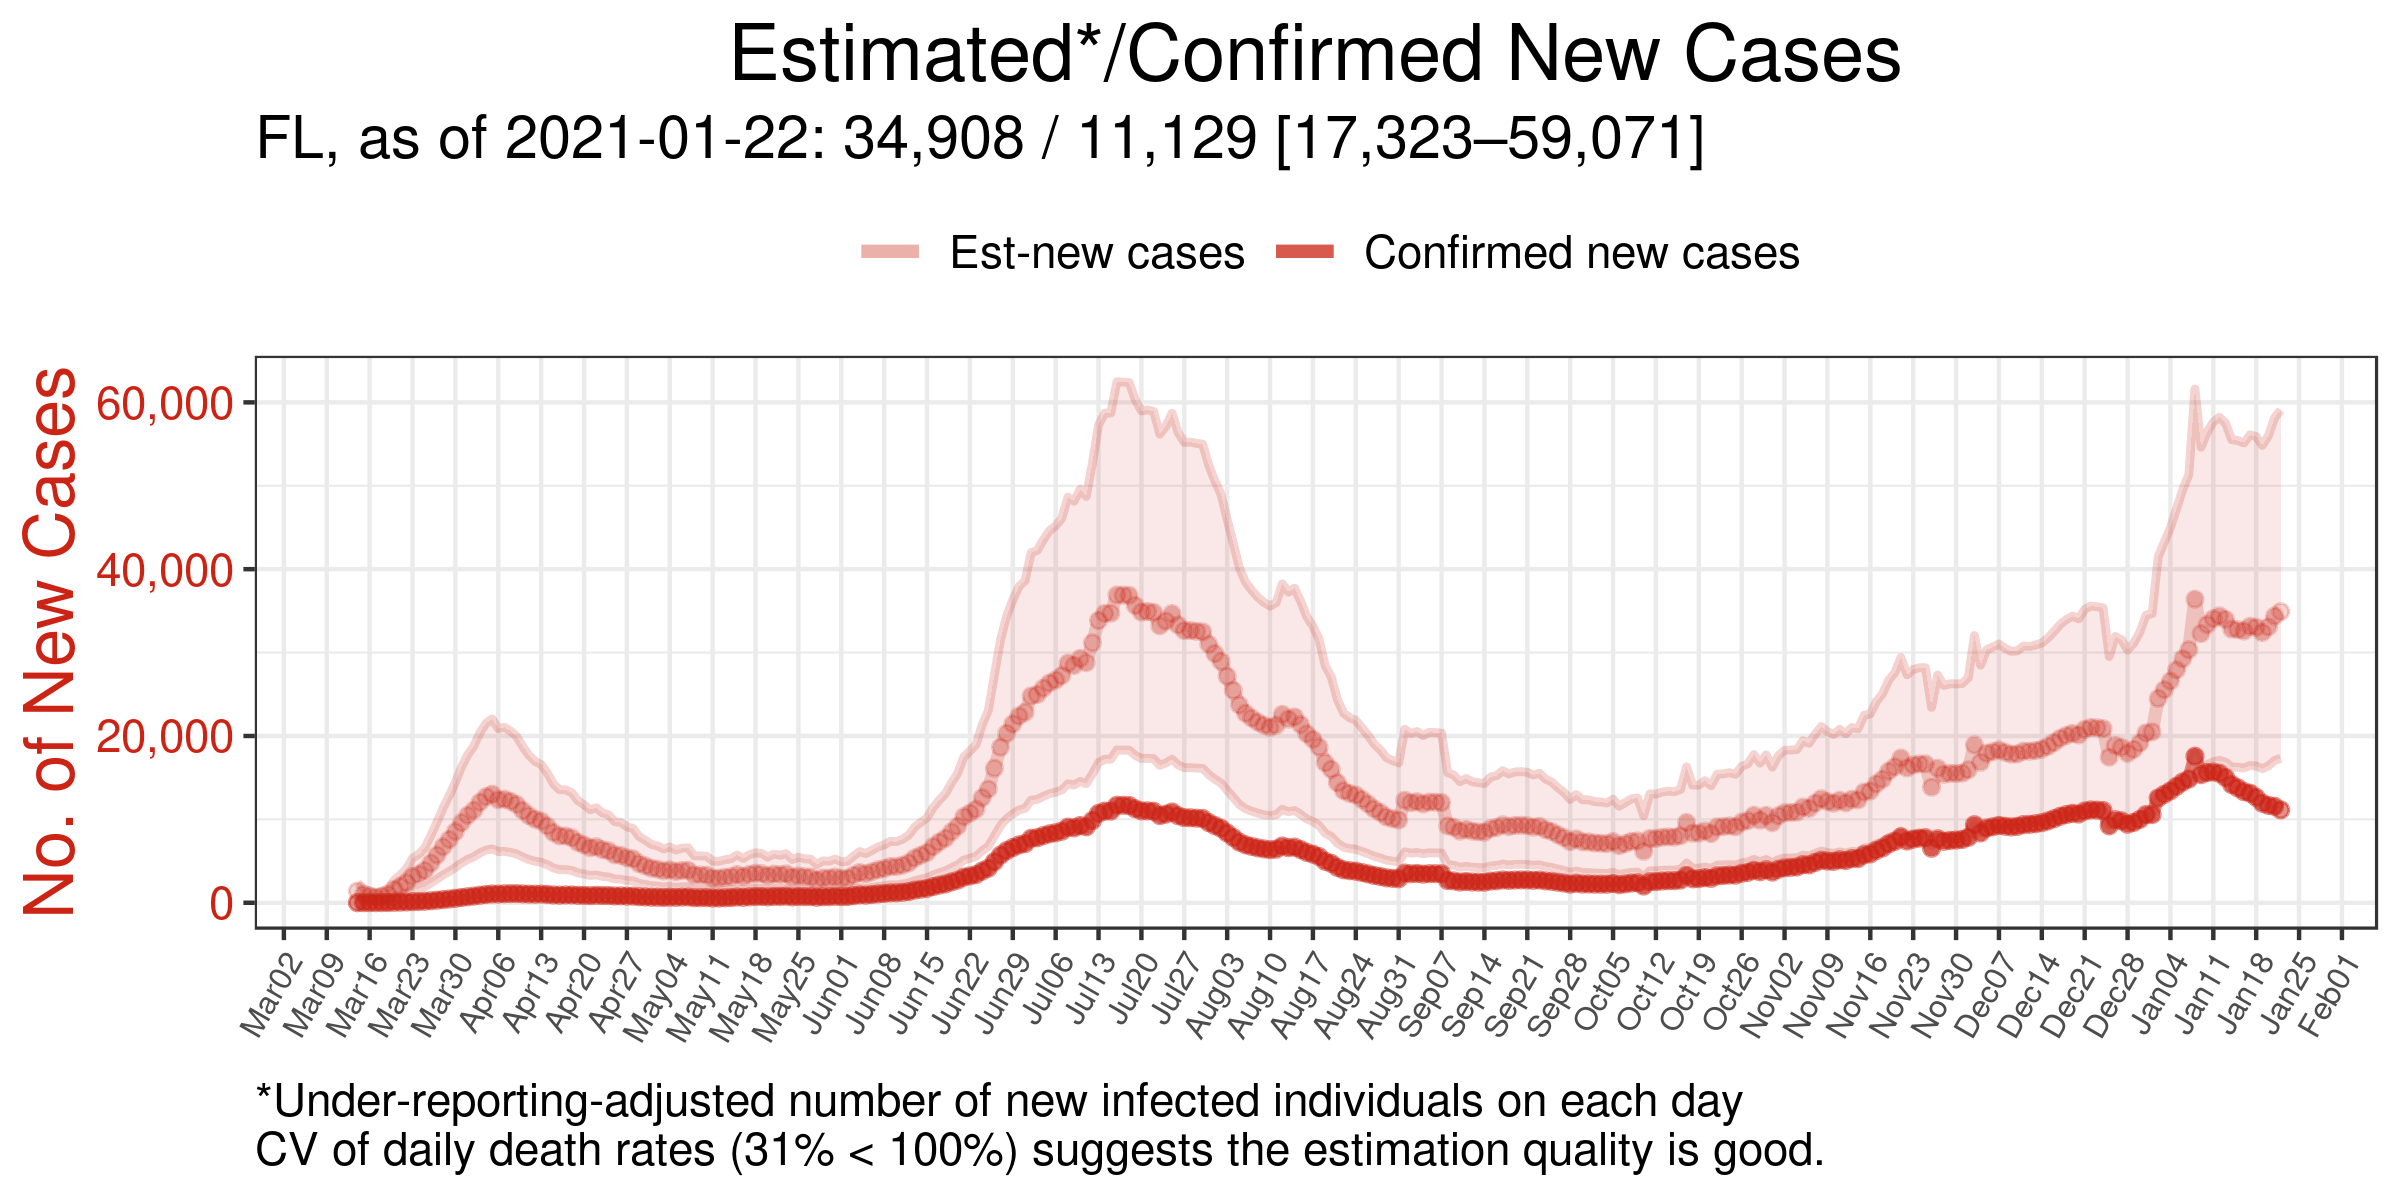 Estimated*/Confirmed New Cases
FL, as of 2021-01-22: 34,908 / 11,129 [17,323–59,071]
Est-new cases Confirmed new cases
No. of New Cases
60,000
40,000
20,000
0
Mar02 Mar09 Mar16 Mar23 Mar30 Apr06 Apr13 Apr20 Apr27 May04 May11 May18 May25 Jun01 Jun08 Jun15 Jun22 Jun29 Jul06 Jul13 Jul20 Jul27 Aug03 Aug10 Aug17 Aug24 Aug31 Sep07 Sep14 Sep21 Sep28 Oct05 Oct12 Oct19 Oct26 Nov02 Nov09 Nov16 Nov23 Nov30 Dec07 Dec14 Dec21 Dec28 Jan04 Jan11 Jan18 Jan25 Feb01
*Under-reporting-adjusted number of new infected individuals on each day
CV of daily death rates (31% < 100%) suggests the estimation quality is good.